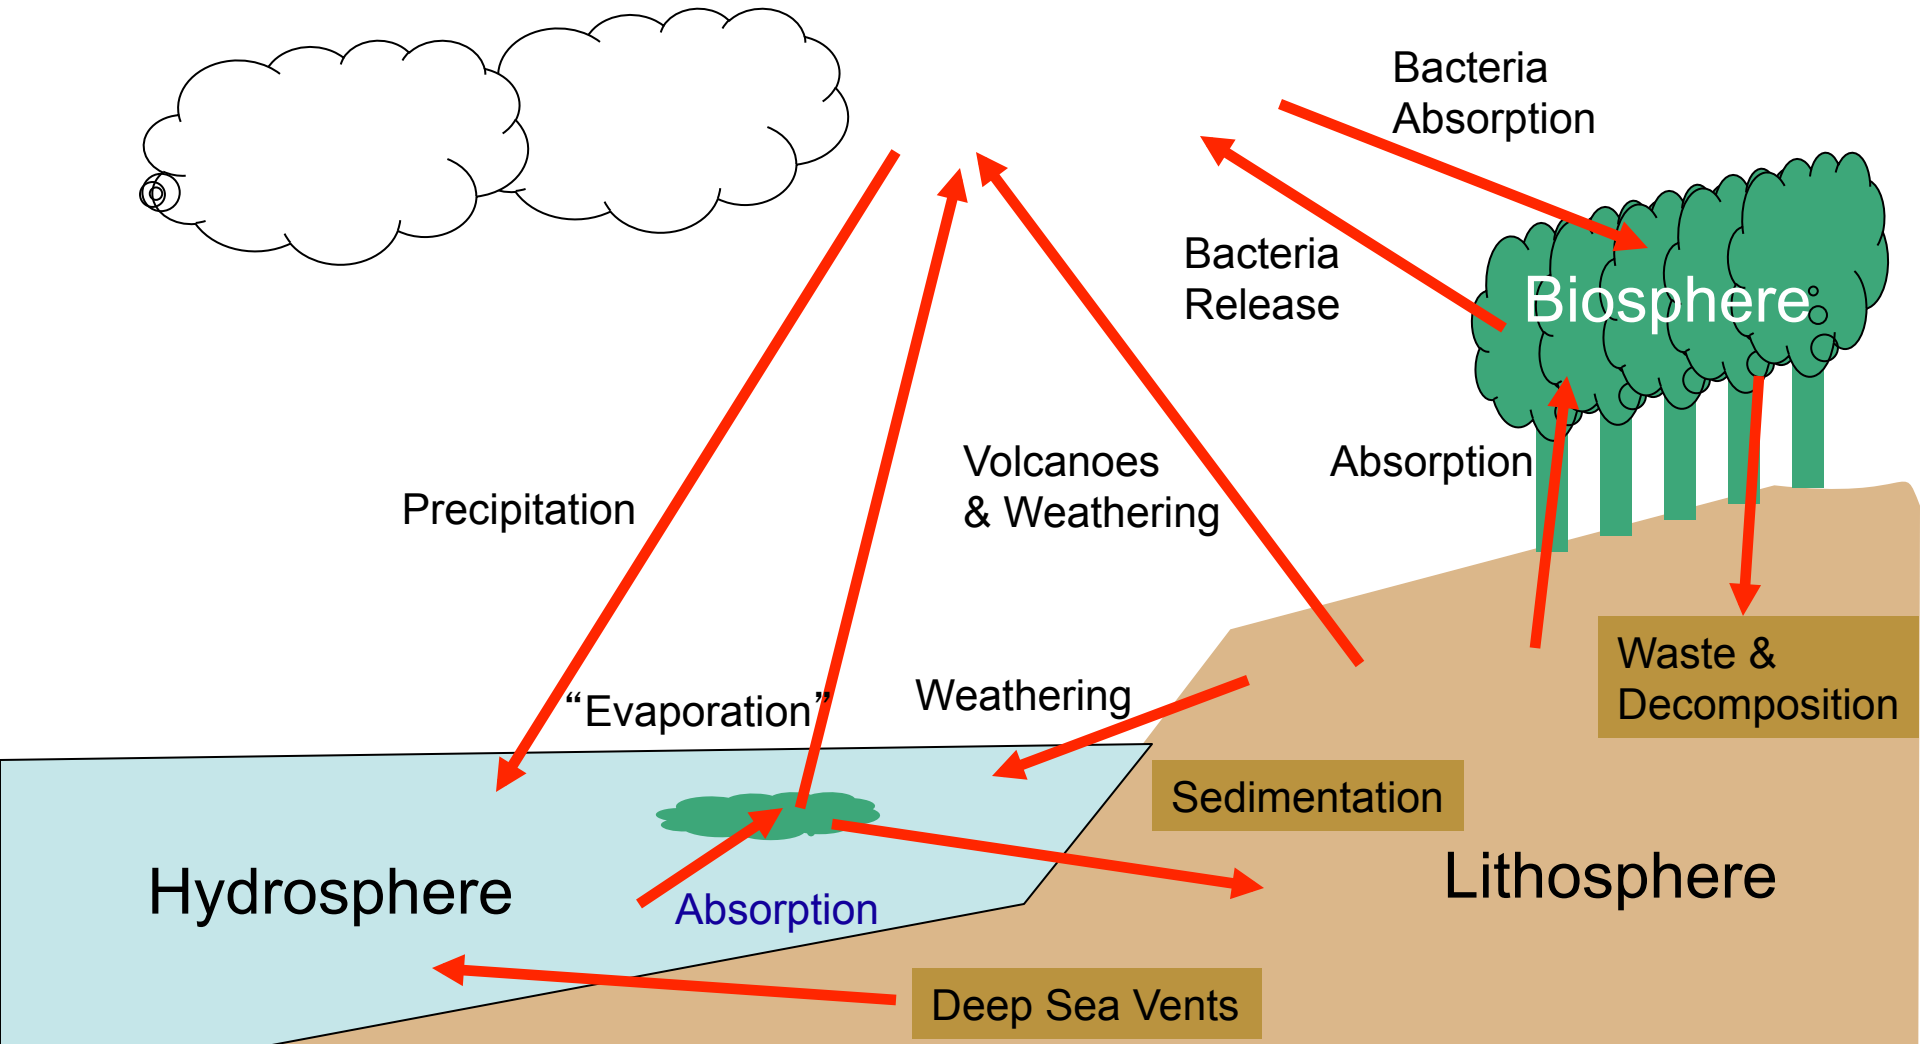 Bacteria
Absorption
Bacteria
Release
Biosphere
Volcanoes
& Weathering
Absorption
Precipitation
Waste &
Decomposition
“Evaporation”
Weathering
Sedimentation
Hydrosphere
Absorption
Lithosphere
Deep Sea Vents